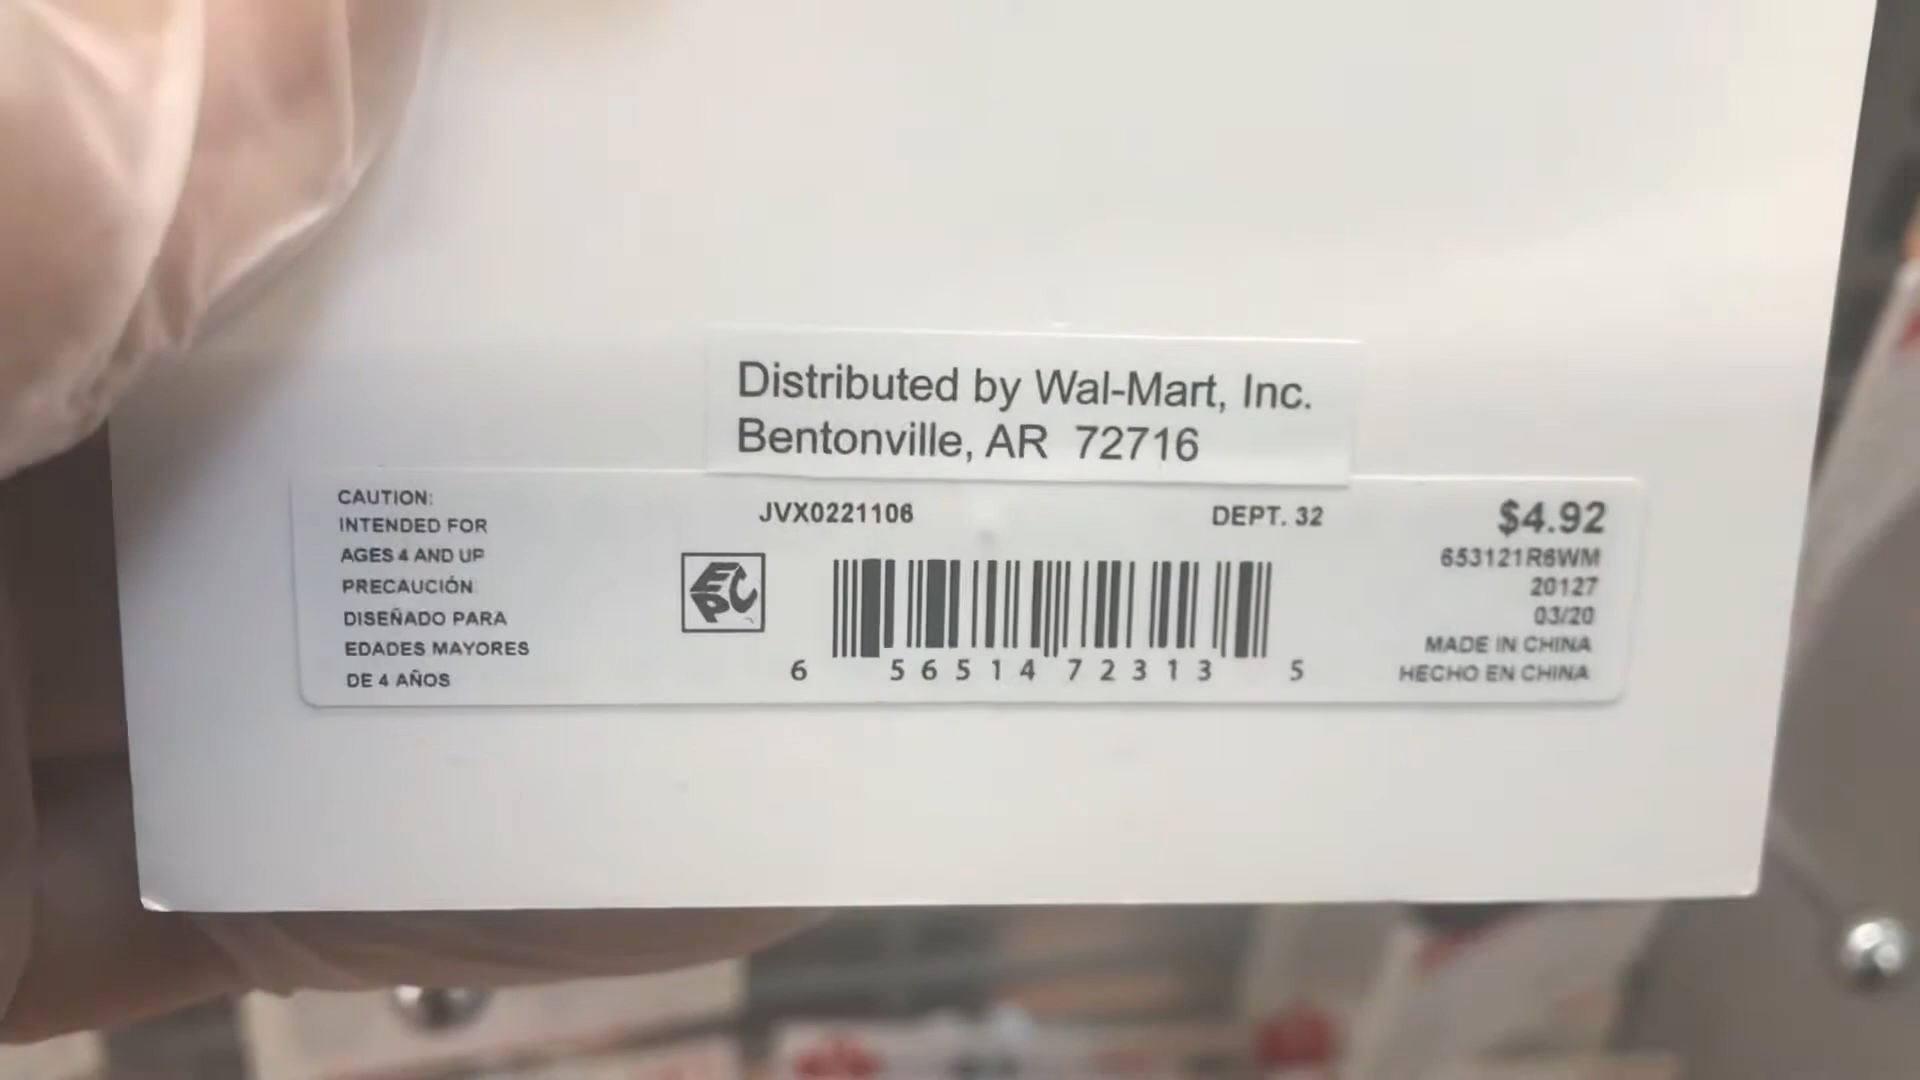 Distributed by Wal-Mart, Inc.
Bentonville, AR 72716
CAUTION:
INTENDED FOR
AGES 4 AND UP
PRECAUCIÓN
DISEÑADO PARA
EDADES MAYORES
DE 4 AÑOS
JVX0221106
DEPT. 32
EPC
6 56514 72313 5
$4.92
653121R6WM
20127
03/20
MADE IN CHINA
HECHO EN CHINA